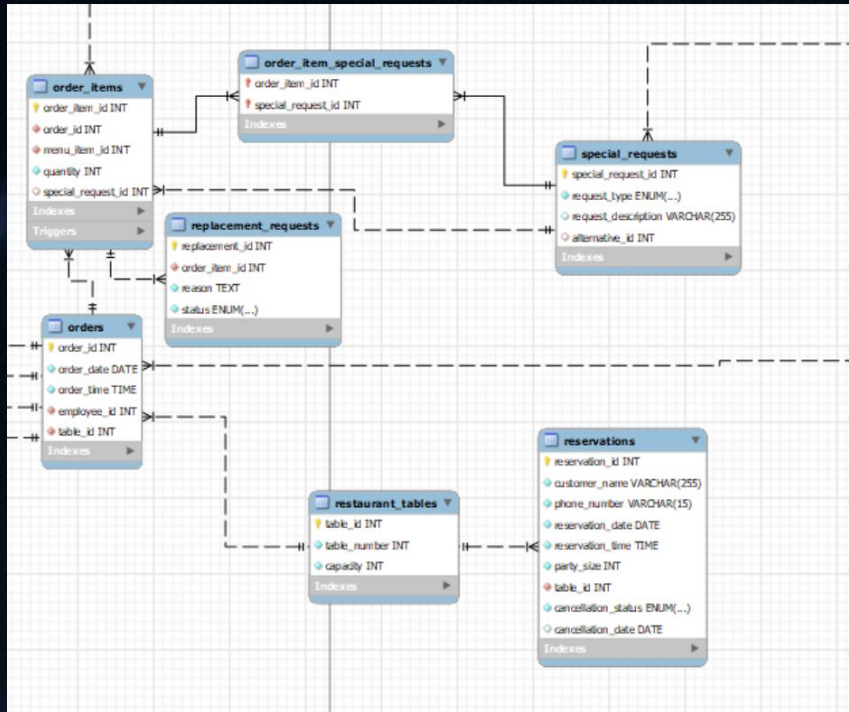 order_items
order_item_id INT
order_id INT
menu_item_id INT
quantity INT
special_request_id INT
Indexes
Triggers
order_item_special_requests
order_item_id INT
special_request_id INT
Indexes
special_requests
special_request_id INT
request_type ENUM(...)
request_description VARCHAR(255)
alternative_id INT
Indexes
replacement_requests
replacement_id INT
order_item_id INT
reason TEXT
status ENUM(...)
Indexes
orders
order_id INT
order_date DATE
order_time TIME
employee_id INT
table_id INT
Indexes
restaurant_tables
table_id INT
table_number INT
capacity INT
Indexes
reservations
reservation_id INT
customer_name VARCHAR(255)
phone_number VARCHAR(15)
reservation_date DATE
reservation_time TIME
party_size INT
table_id INT
cancellation_status ENUM(...)
cancellation_date DATE
Indexes